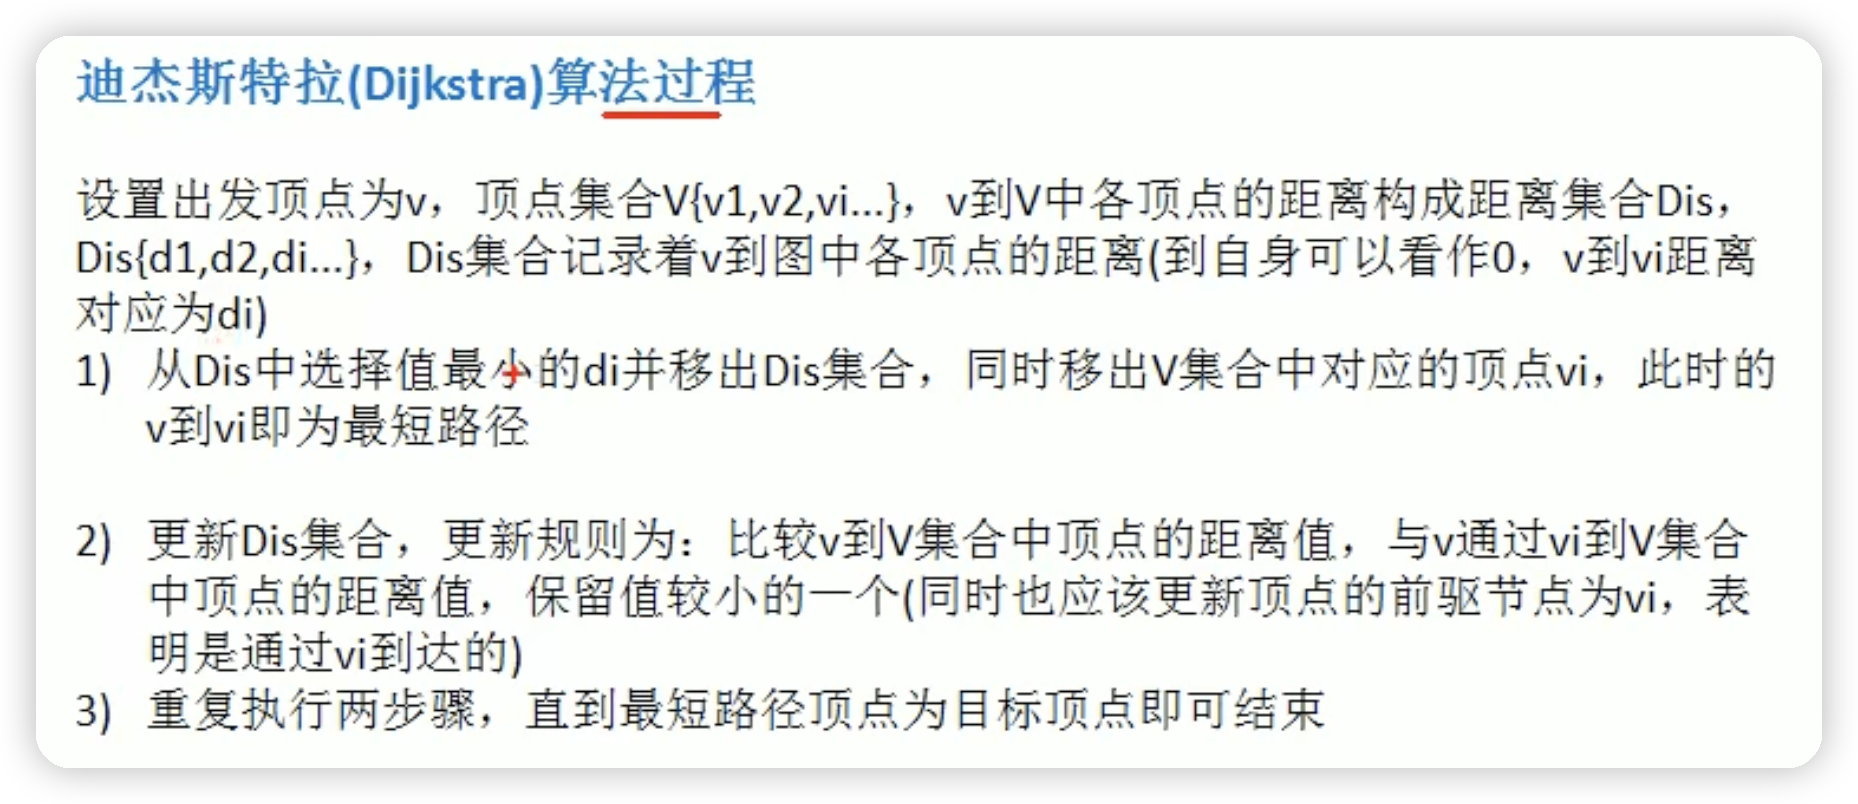 迪杰斯特拉(Dijkstra)算法过程
设置出发顶点为v，顶点集合V{v1,v2,vi...}，v到V中各顶点的距离构成距离集合Dis，
Dis{d1,d2,di...}，Dis集合记录着v到图中各顶点的距离(到自身可以看作0，v到vi距离
对应为di)
1) 从Dis中选择值最小的di并移出Dis集合，同时移出V集合中对应的顶点vi，此时的
v到vi即为最短路径
2) 更新Dis集合，更新规则为：比较v到V集合中顶点的距离值，与v通过vi到V集合
中顶点的距离值，保留值较小的一个(同时也应该更新顶点的前驱节点为vi，表
明是通过vi到达的)
3) 重复执行两步骤，直到最短路径顶点为目标顶点即可结束